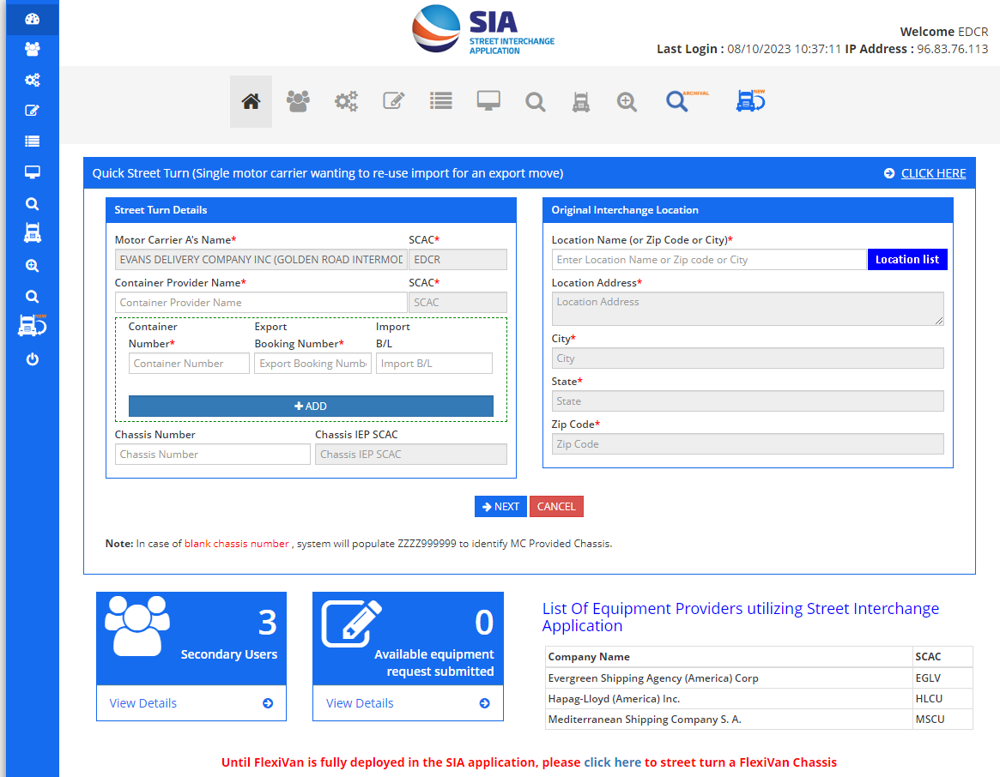 SIA
STREET INTERCHANGE
APPLICATION
Welcome EDCR
Last Login : 08/10/2023 10:37:11 IP Address : 96.83.76.113
ARCHIVAL
NEW
NEW
Quick Street Turn (Single motor carrier wanting to re-use import for an export move)
CLICK HERE
Street Turn Details
Motor Carrier A's Name* SCAC*
EVANS DELIVERY COMPANY INC (GOLDEN ROAD INTERMOD EDCR
Container Provider Name* SCAC*
Container Provider Name SCAC
Container Export Import
Number* Booking Number* B/L
Container Number Export Booking Numbe Import B/L
ADD
Chassis Number Chassis IEP SCAC
Chassis Number Chassis IEP SCAC
Original Interchange Location
Location Name (or Zip Code or City)*
Enter Location Name or Zip code or City Location list
Location Address*
Location Address
City*
City
State*
State
Zip Code*
Zip Code
NEXT CANCEL
Note: In case of blank chassis number , system will populate ZZZZ999999 to identify MC Provided Chassis.
3
Secondary Users
View Details
0
Available equipment
request submitted
View Details
List Of Equipment Providers utilizing Street Interchange
Application
Company Name SCAC
Evergreen Shipping Agency (America) Corp EGLV
Hapag-Lloyd (America) Inc. HLCU
Mediterranean Shipping Company S. A. MSCU
Until FlexiVan is fully deployed in the SIA application, please click here to street turn a FlexiVan Chassis